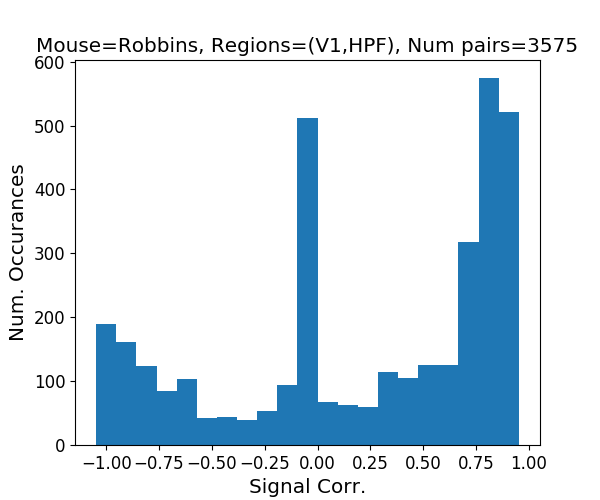 Mouse=Robbins, Regions=(V1,HPF), Num pairs=3575
600
500
400
300
200
100
0
Num. Occurances
−1.00 −0.75 −0.50 −0.25 0.00 0.25 0.50 0.75 1.00
Signal Corr.